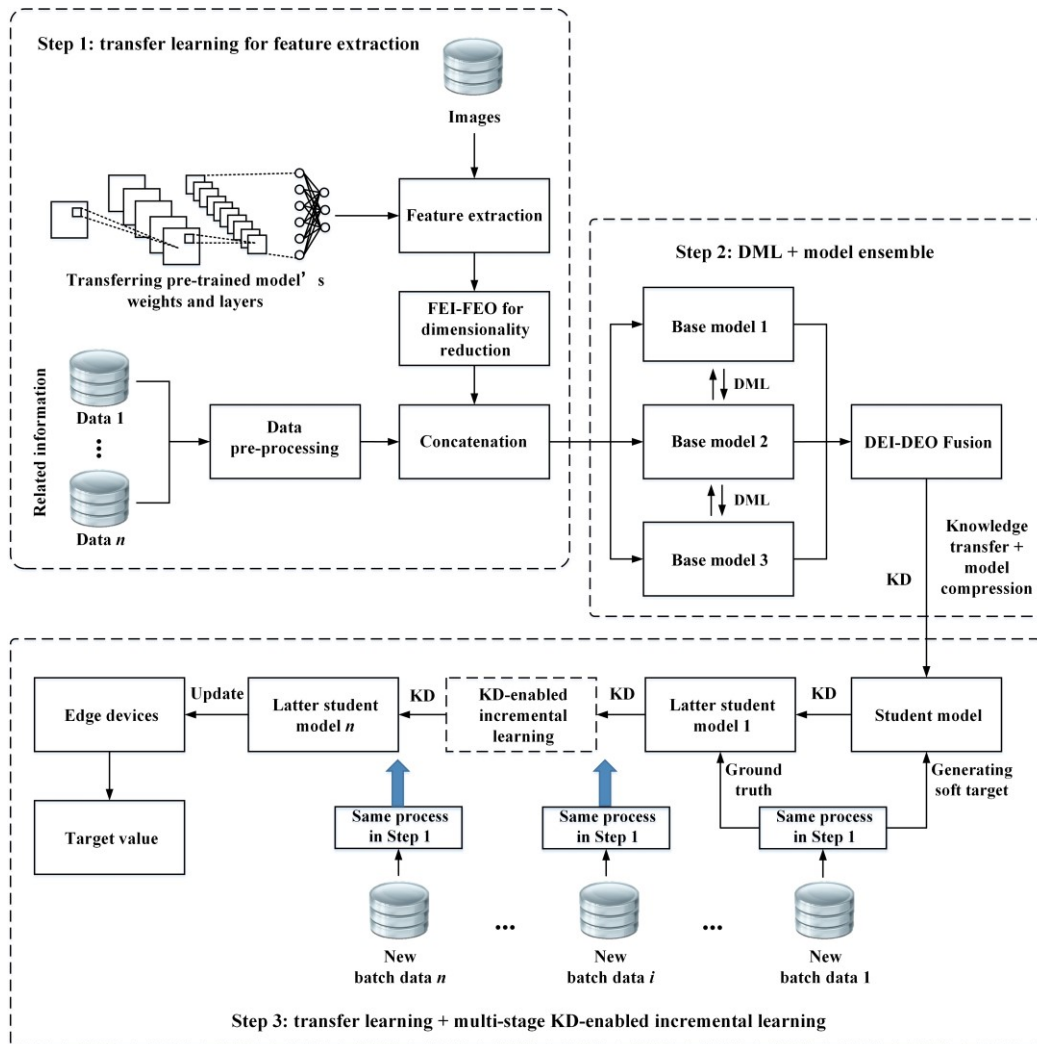 Step 1: transfer learning for feature extraction
Images
Feature extraction
Transferring pre-trained model’s
weights and layers
FEI-FEO for
dimensionality
reduction
Related information
Data 1
...
Data n
Data
pre-processing
Concatenation
Step 2: DML + model ensemble
Base model 1
DML
Base model 2
DML
Base model 3
DEI-DEO Fusion
KD
Knowledge
transfer +
model
compression
Edge devices
Update
Latter student
model n
KD
KD-enabled
incremental
learning
KD
Latter student
model 1
KD
Student model
Target value
Ground
truth
Generating
soft target
Same process
in Step 1
Same process
in Step 1
Same process
in Step 1
...
...
New
batch data n
New
batch data i
New
batch data 1
Step 3: transfer learning + multi-stage KD-enabled incremental learning